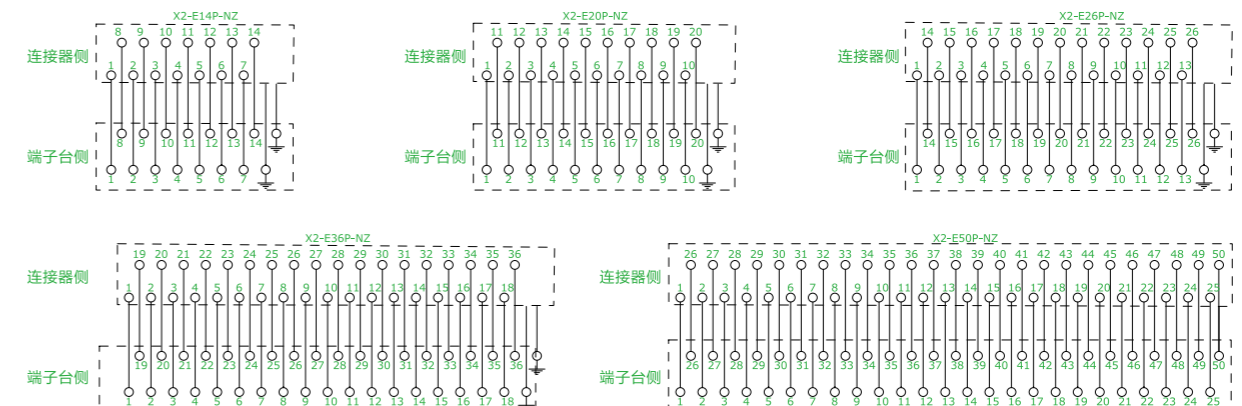 X2-E14P-NZ
8 9 10 11 12 13 14
连接器侧
1 2 3 4 5 6 7
8 9 10 11 12 13 14
端子台侧
1 2 3 4 5 6 7
X2-E20P-NZ
11 12 13 14 15 16 17 18 19 20
连接器侧
1 2 3 4 5 6 7 8 9 10
11 12 13 14 15 16 17 18 19 20
端子台侧
1 2 3 4 5 6 7 8 9 10
X2-E26P-NZ
14 15 16 17 18 19 20 21 22 23 24 25 26
连接器侧
1 2 3 4 5 6 7 8 9 10 11 12 13
14 15 16 17 18 19 20 21 22 23 24 25 26
端子台侧
1 2 3 4 5 6 7 8 9 10 11 12 13
X2-E36P-NZ
19 20 21 22 23 24 25 26 27 28 29 30 31 32 33 34 35 36
连接器侧
1 2 3 4 5 6 7 8 9 10 11 12 13 14 15 16 17 18
19 20 21 22 23 24 25 26 27 28 29 30 31 32 33 34 35 36
端子台侧
1 2 3 4 5 6 7 8 9 10 11 12 13 14 15 16 17 18
X2-E50P-NZ
26 27 28 29 30 31 32 33 34 35 36 37 38 39 40 41 42 43 44 45 46 47 48 49 50
连接器侧
1 2 3 4 5 6 7 8 9 10 11 12 13 14 15 16 17 18 19 20 21 22 23 24 25
26 27 28 29 30 31 32 33 34 35 36 37 38 39 40 41 42 43 44 45 46 47 48 49 50
端子台侧
1 2 3 4 5 6 7 8 9 10 11 12 13 14 15 16 17 18 19 20 21 22 23 24 25